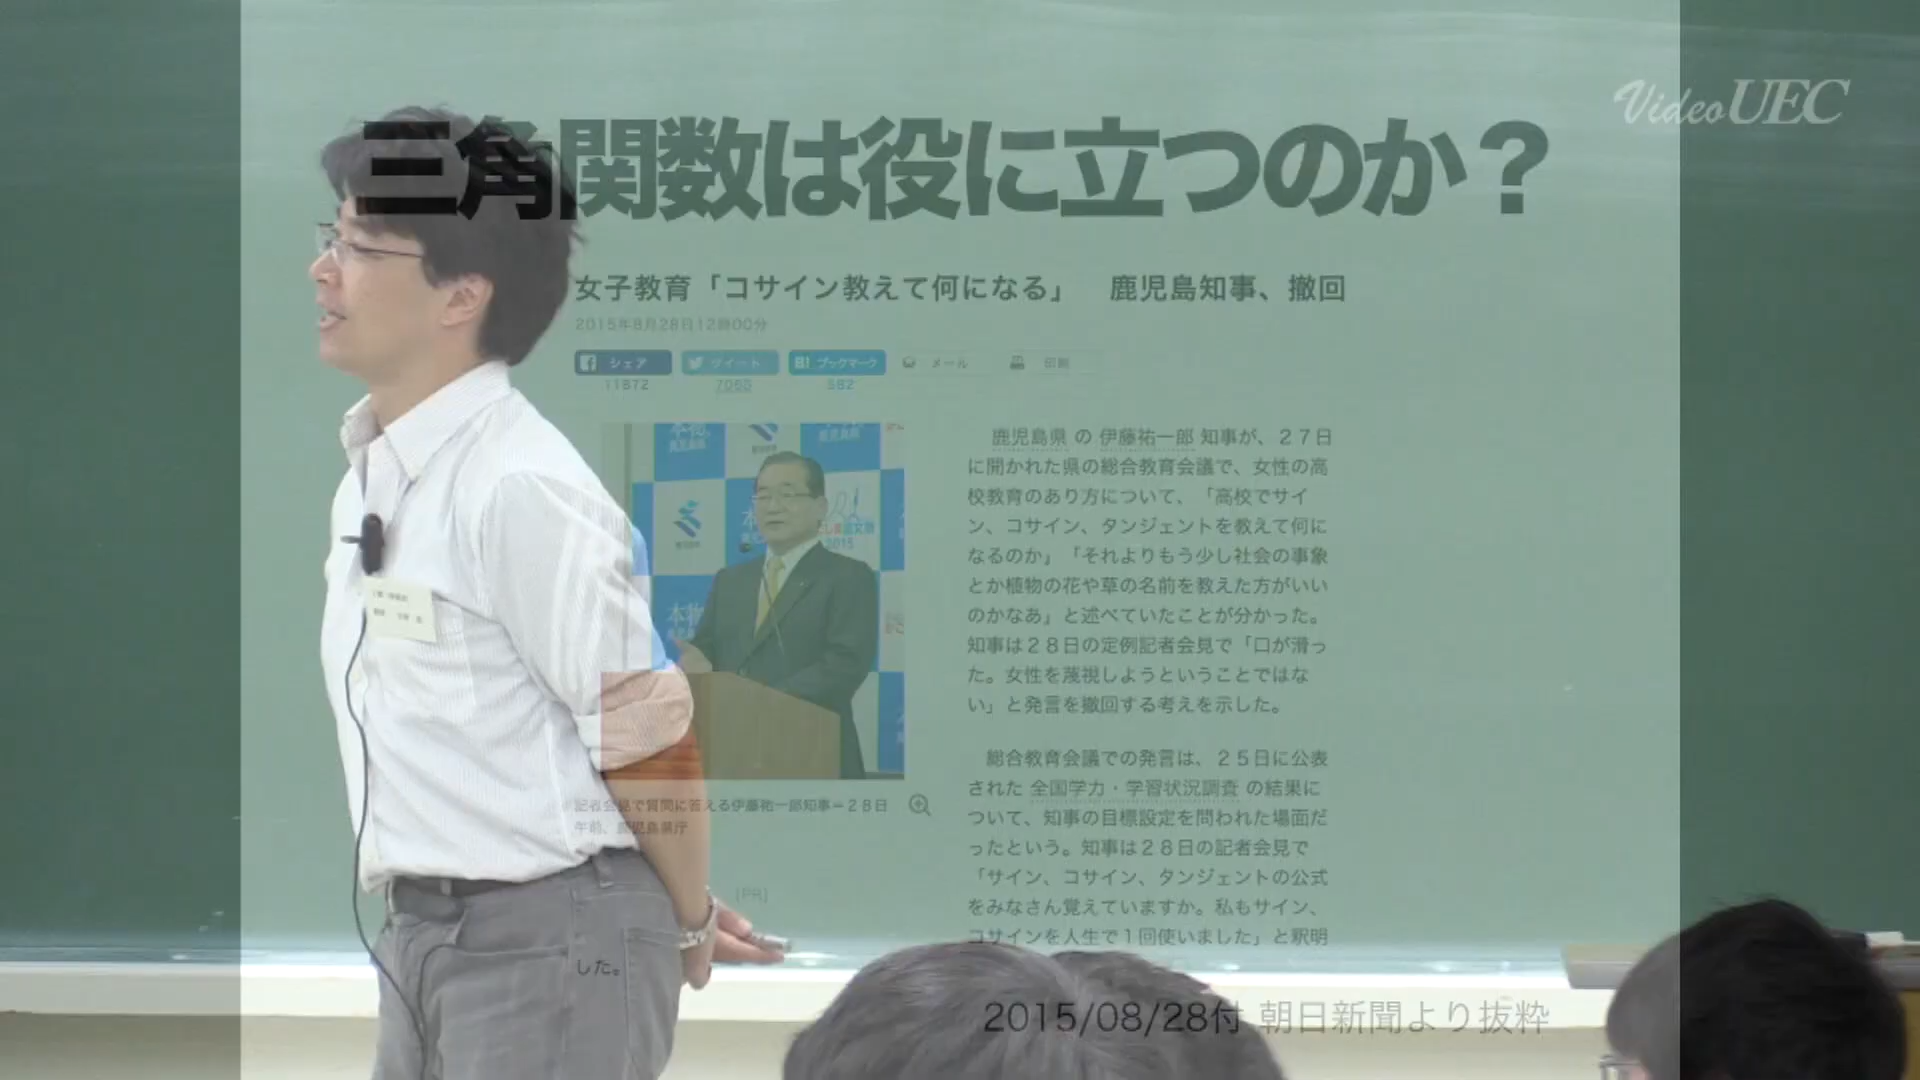 Video UEC
三角関数は役に立つのか？
女子教育「コサイン教えて何になる」　鹿児島知事、撤回
2015年8月28日12時00分
シェア ツイート B! ブックマーク メール 印刷
11872 7065 582
本物。 鹿児島県
本物
2015
鹿児島県 の 伊藤祐一郎 知事が、２７日
に開かれた県の総合教育会議で、女性の高
校教育のあり方について、「高校でサイ
ン、コサイン、タンジェントを教えて何に
なるのか」「それよりもう少し社会の事象
とか植物の花や草の名前を教えた方がいい
のかなあ」と述べていたことが分かった。
知事は２８日の定例記者会見で「口が滑っ
た。女性を蔑視しようということではな
い」と発言を撤回する考えを示した。
総合教育会議での発言は、２５日に公表
された 全国学力・学習状況調査 の結果に
ついて、知事の目標設定を問われた場面だ
ったという。知事は２８日の記者会見で
「サイン、コサイン、タンジェントの公式
をみなさん覚えていますか。私もサイン、
コサインを人生で１回使いました」と釈明
した。
記者会見で質問に答える伊藤祐一郎知事＝２８日
午前、鹿児島県庁
[PR]
2015/08/28付 朝日新聞より抜粋